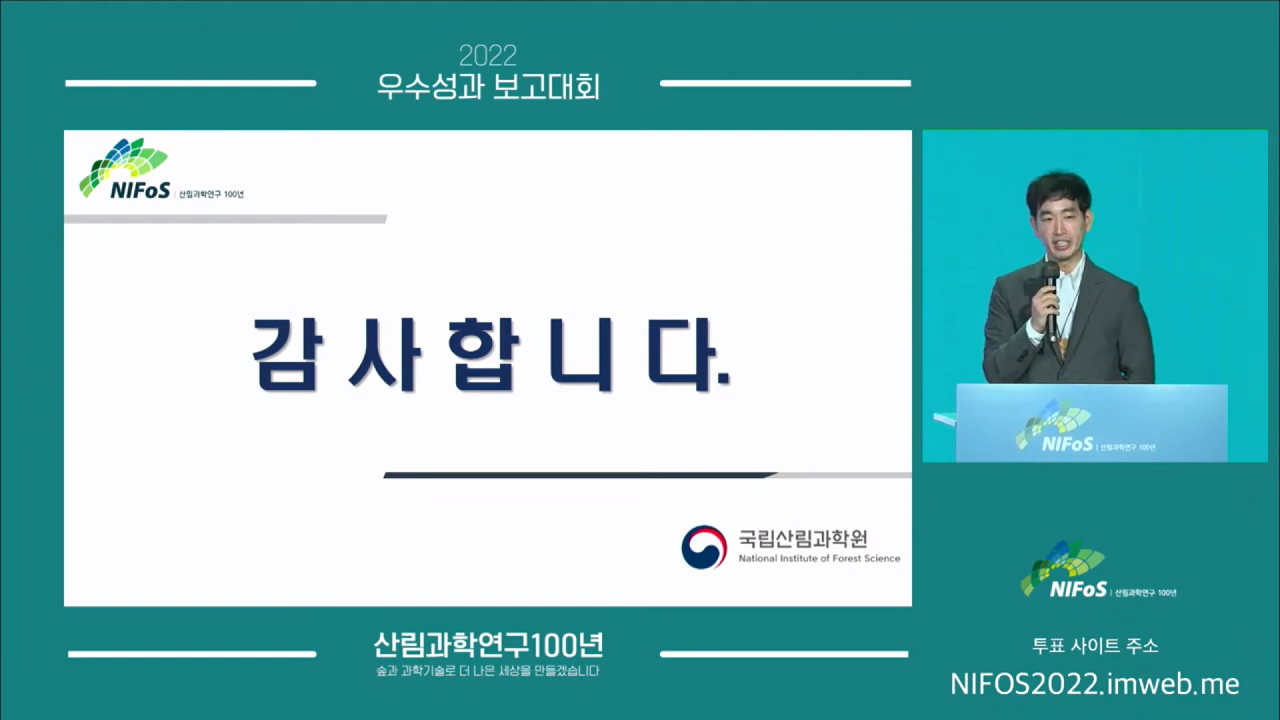 2022
우수성과 보고대회
NIFoS 산림과학연구 100년
감사합니다.
국립산림과학원
National Institute of Forest Science
NIFoS 산림과학연구 100년
NIFoS 산림과학연구 100년
투표 사이트 주소
NIFOS2022.imweb.me
산림과학연구100년
숲과 과학기술로 더 나은 세상을 만들겠습니다